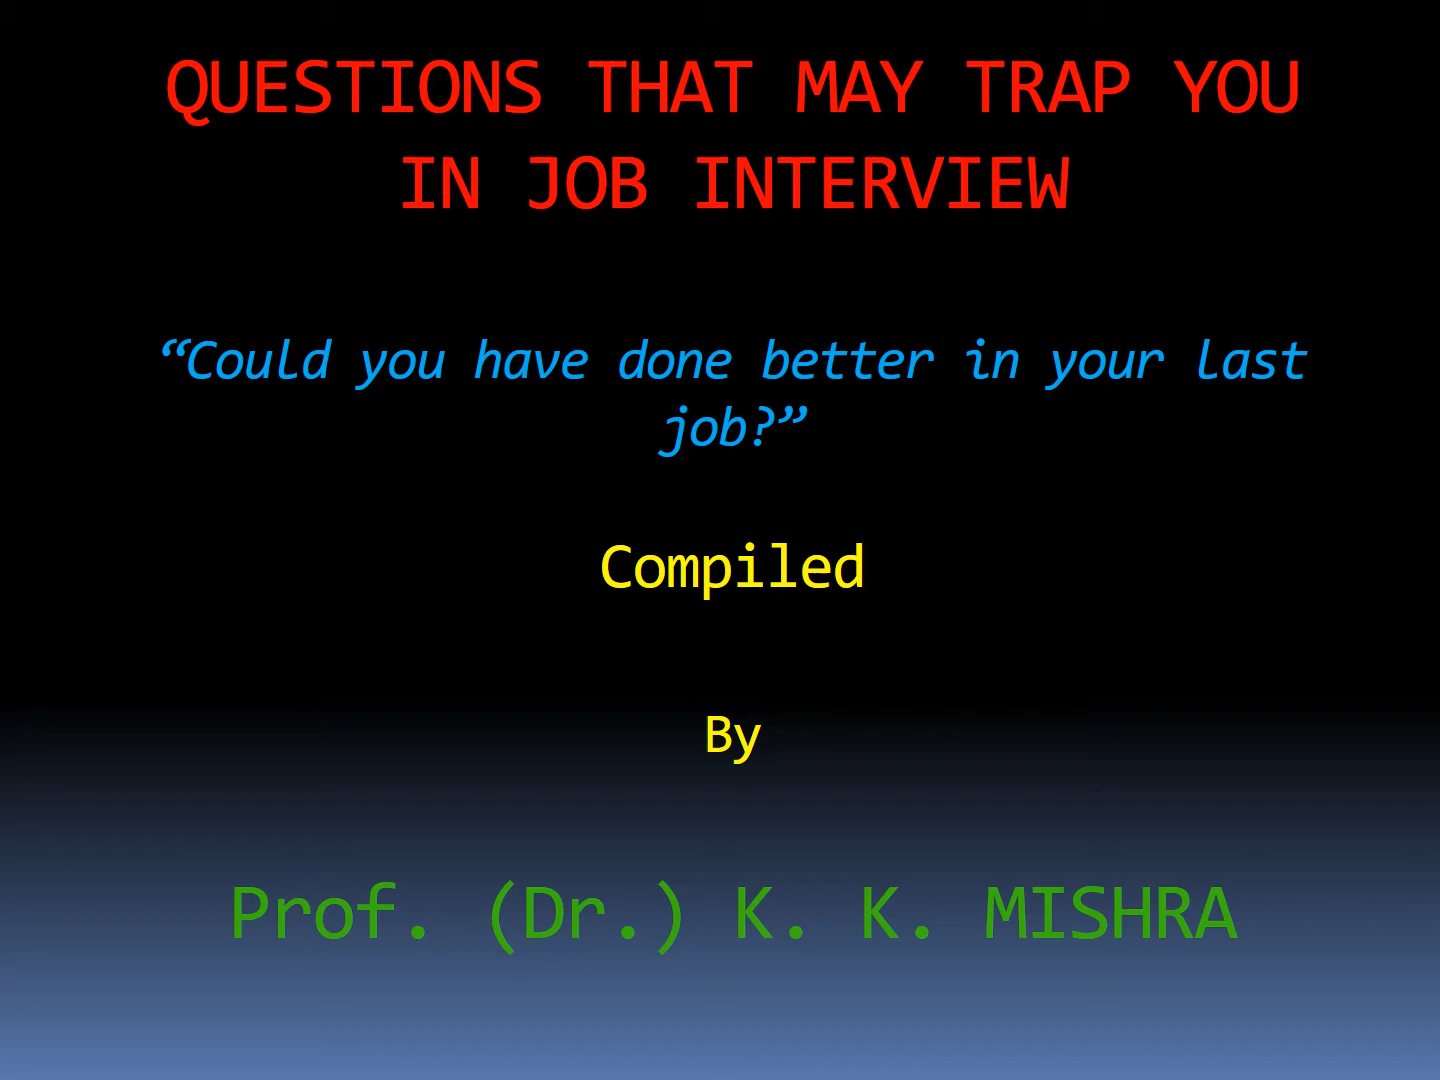 QUESTIONS THAT MAY TRAP YOU
IN JOB INTERVIEW
“Could you have done better in your last
job?”
Compiled
By
Prof. (Dr.) K. K. MISHRA